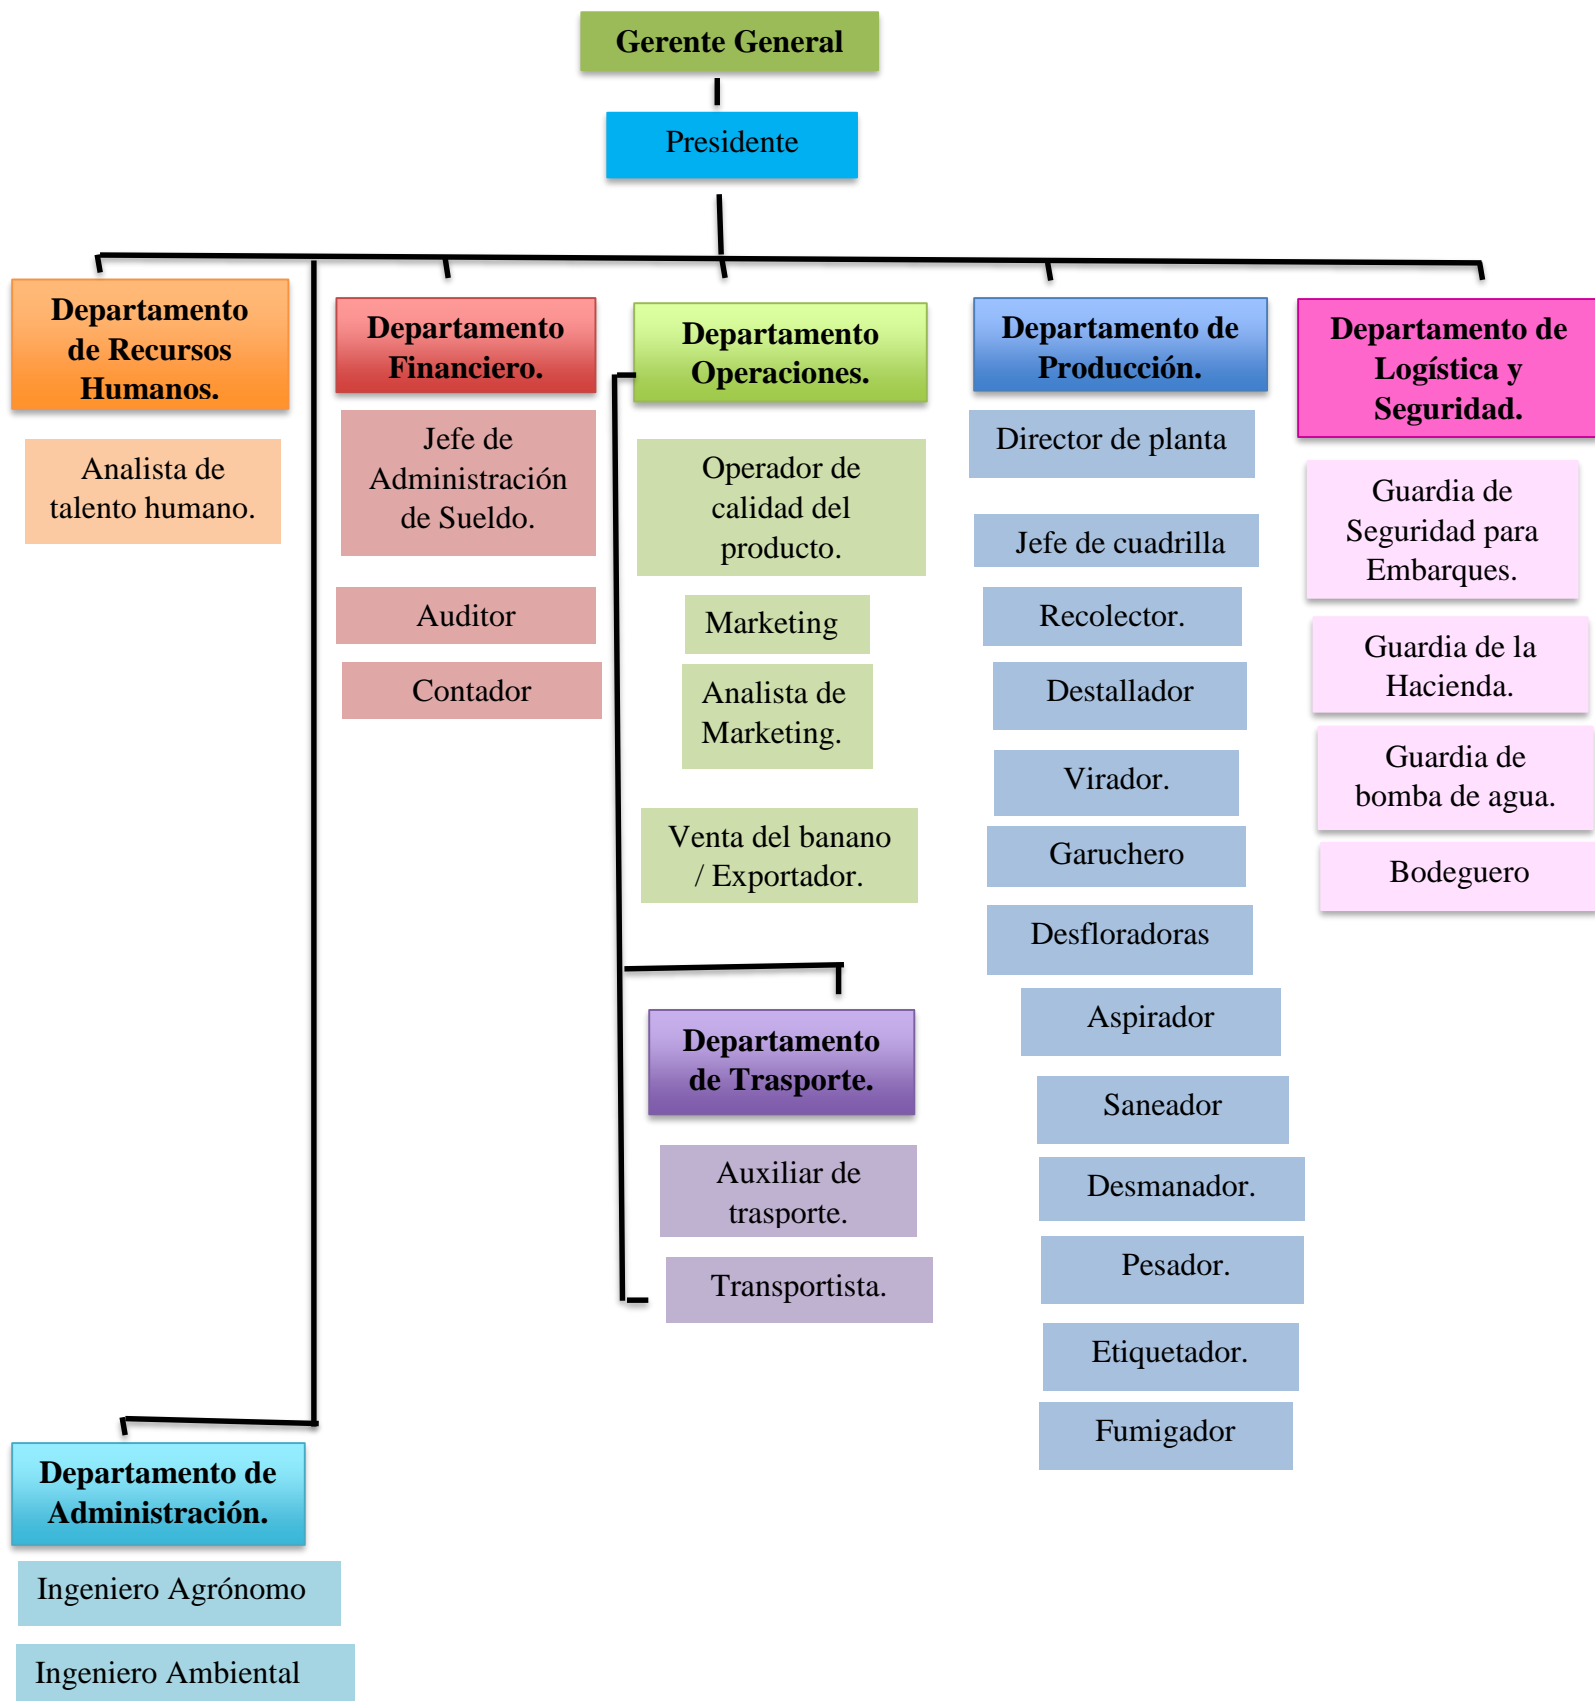 Gerente General
Presidente
Departamento
de Recursos
Humanos.
Analista de
talento humano.
Departamento
Financiero.
Jefe de
Administración
de Sueldo.
Auditor
Contador
Departamento
Operaciones.
Operador de
calidad del
producto.
Marketing
Analista de
Marketing.
Venta del banano
/ Exportador.
Departamento
de Trasporte.
Auxiliar de
trasporte.
Transportista.
Departamento de
Producción.
Director de planta
Jefe de cuadrilla
Recolector.
Destallador
Virador.
Garuchero
Desfloradoras
Aspirador
Saneador
Desmanador.
Pesador.
Etiquetador.
Fumigador
Departamento de
Logística y
Seguridad.
Guardia de
Seguridad para
Embarques.
Guardia de la
Hacienda.
Guardia de
bomba de agua.
Bodeguero
Departamento de
Administración.
Ingeniero Agrónomo
Ingeniero Ambiental